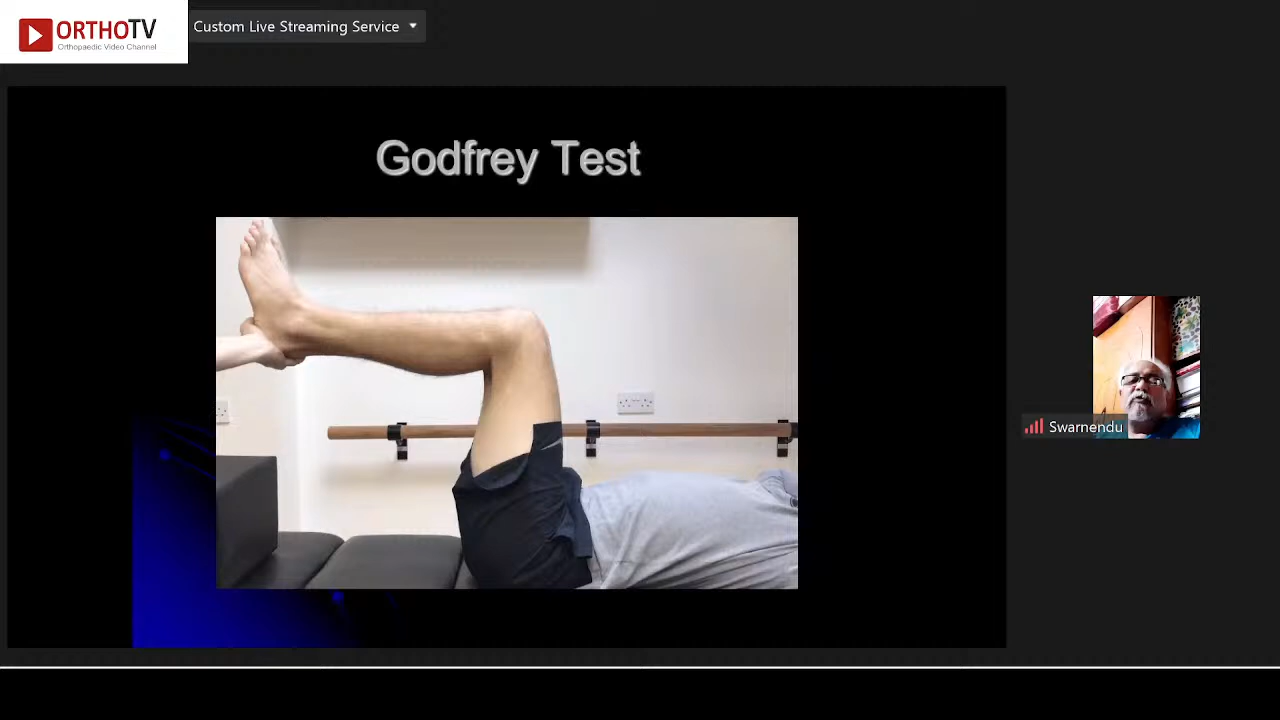 ORTHOTV
Orthopaedic Video Channel
Custom Live Streaming Service
Godfrey Test
Swarnendu